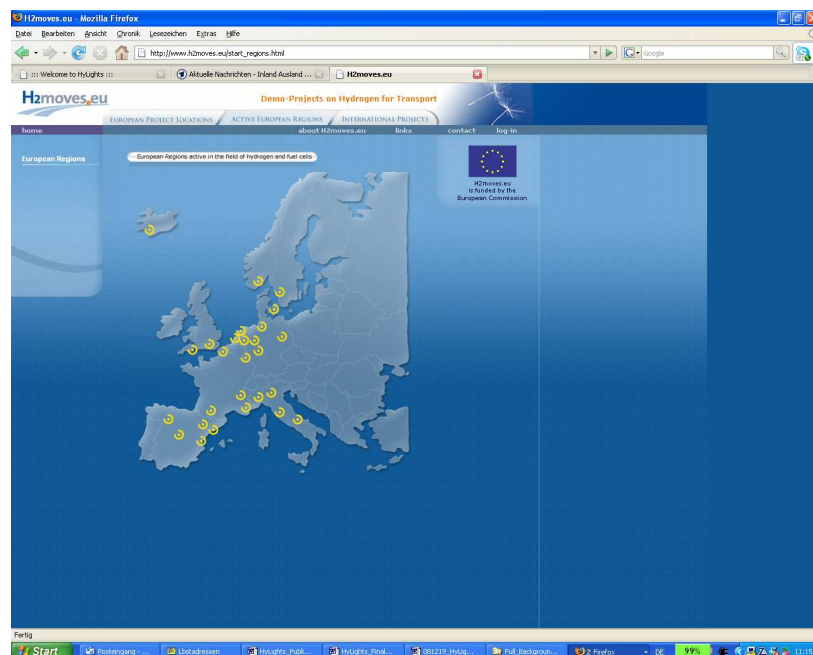 H2moves.eu - Mozilla Firefox
Datei Bearbeiten Ansicht Chronik Lesezeichen Extras Hilfe
http://www.h2moves.eu/start_regions.html
Google
::: Welcome to HyLights :::
Aktuelle Nachrichten - Inland Ausland ...
H2moves.eu
H2moves.eu
Demo-Projects on Hydrogen for Transport
European Project Locations
Active European Regions
International Projects
home
about H2moves.eu links contact log-in
European Regions
European Regions active in the field of hydrogen and fuel cells
H2moves.eu
is funded by the
European Commission
Fertig
Start
Posteingang - ...
Lbstadressen
HyLights_Publi...
HyLights_Final...
081219_HyLig...
Full_Backgroun...
2 Firefox
DE
99%
11:15